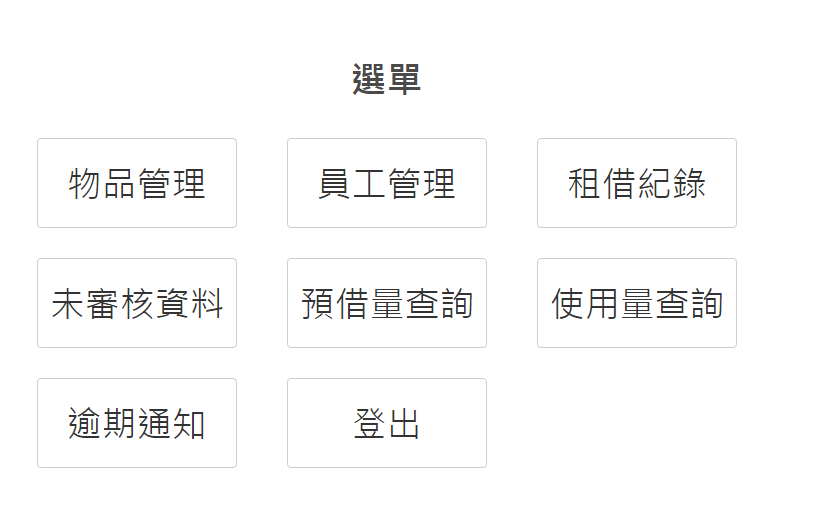 選單
物品管理
員工管理
租借紀錄
未審核資料
預借量查詢
使用量查詢
逾期通知
登出